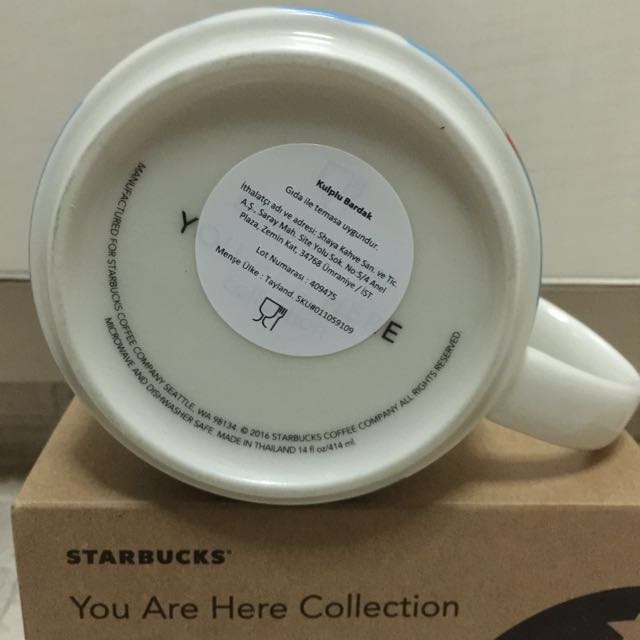 Kulplu Bardak
Gıda ile temasa uygundur.
İthalatçı adı ve adresi: Shaya Kahve San. ve Tic.
A.Ş., Saray Mah. Site Yolu Sok. No:5/4 Anel
Plaza, Zemin Kat. 34768 Ümraniye / İST.
Lot Numarası : 409475
Menşe Ülke : Tayland. SKU#011059109
Y
E
MANUFACTURED FOR STARBUCKS COFFEE COMPANY SEATTLE, WA 98134 © 2016 STARBUCKS COFFEE COMPANY ALL RIGHTS RESERVED.
MICROWAVE AND DISHWASHER SAFE. MADE IN THAILAND 14 fl oz/414 ml.
STARBUCKS
You Are Here Collection